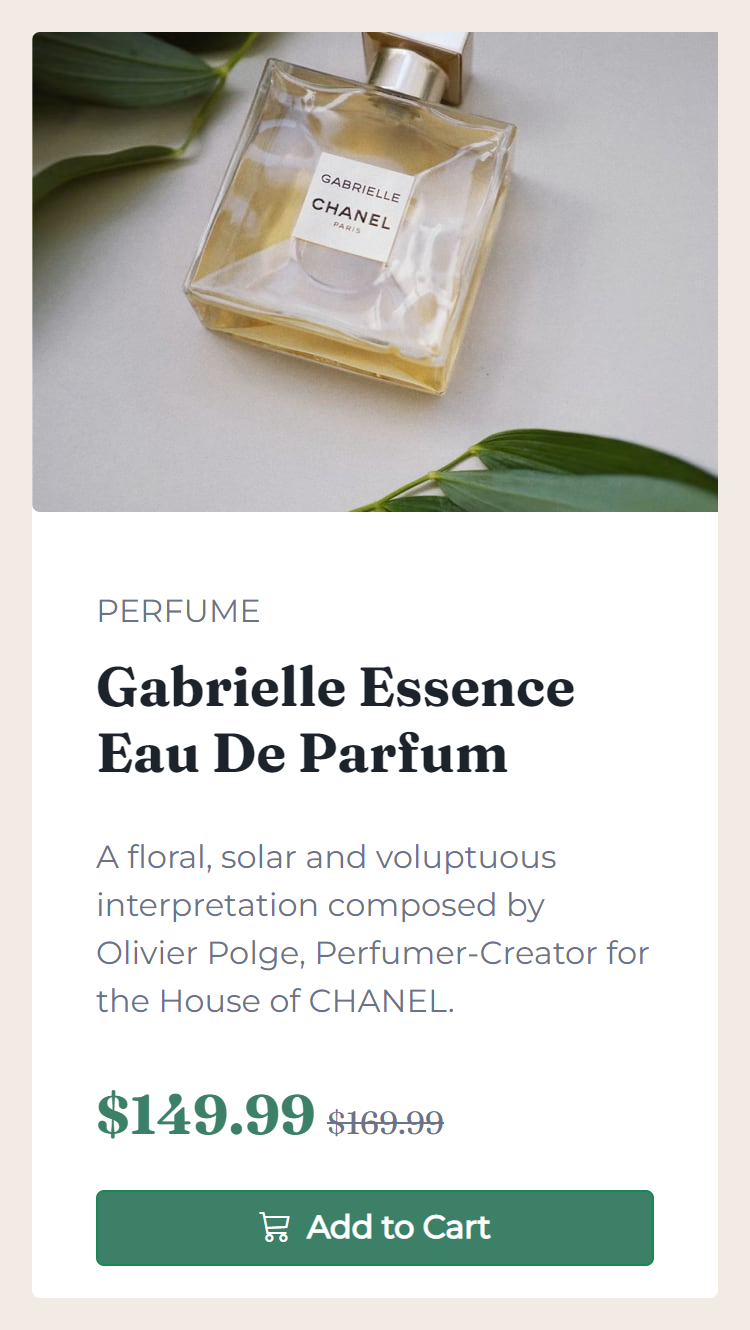 GABRIELLE
CHANEL
PARIS
PERFUME
Gabrielle Essence
Eau De Parfum
A floral, solar and voluptuous
interpretation composed by
Olivier Polge, Perfumer-Creator for
the House of CHANEL.
$149.99 $169.99
Add to Cart